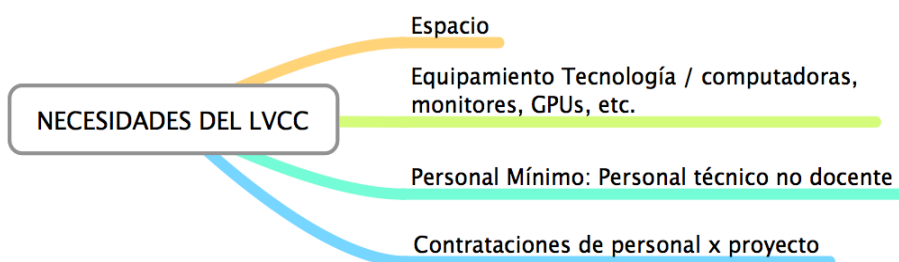 NECESIDADES DEL LVCC
Espacio
Equipamiento Tecnología / computadoras,
monitores, GPUs, etc.
Personal Mínimo: Personal técnico no docente
Contrataciones de personal x proyecto